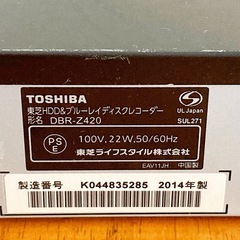 TOSHIBA
東芝HDD&ブルーレイディスクレコーダー
形名 DBR-Z420
UL Japan
SUL271
PSE
100V, 22W, 50/60Hz
東芝ライフスタイル株式会社
EAV11JH 中国製
製造番号 K044835285 2014年製